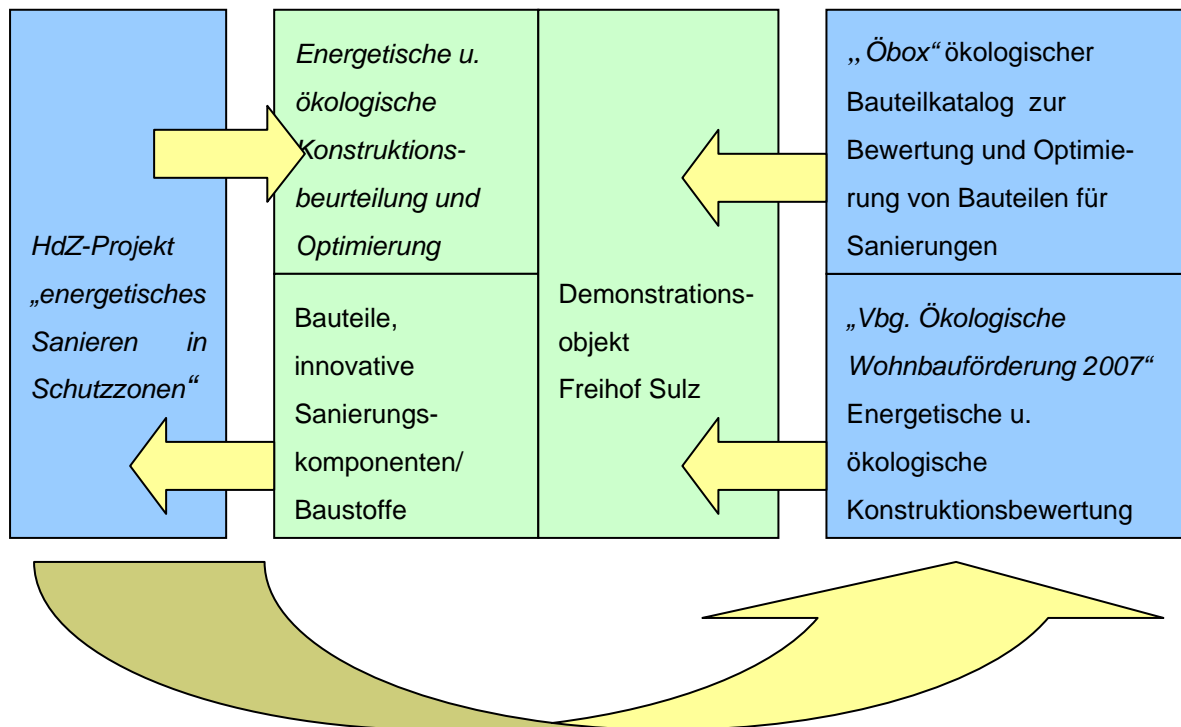 HdZ-Projekt
„energetisches
Sanieren in
Schutzzonen“
Energetische u.
ökologische
Konstruktions-
beurteilung und
Optimierung
Bauteile,
innovative
Sanierungs-
komponenten/
Baustoffe
Demonstrations-
objekt
Freihof Sulz
„Öbox“ ökologischer
Bauteilkatalog zur
Bewertung und Optimie-
rung von Bauteilen für
Sanierungen
„Vbg. Ökologische
Wohnbauförderung 2007“
Energetische u.
ökologische
Konstruktionsbewertung